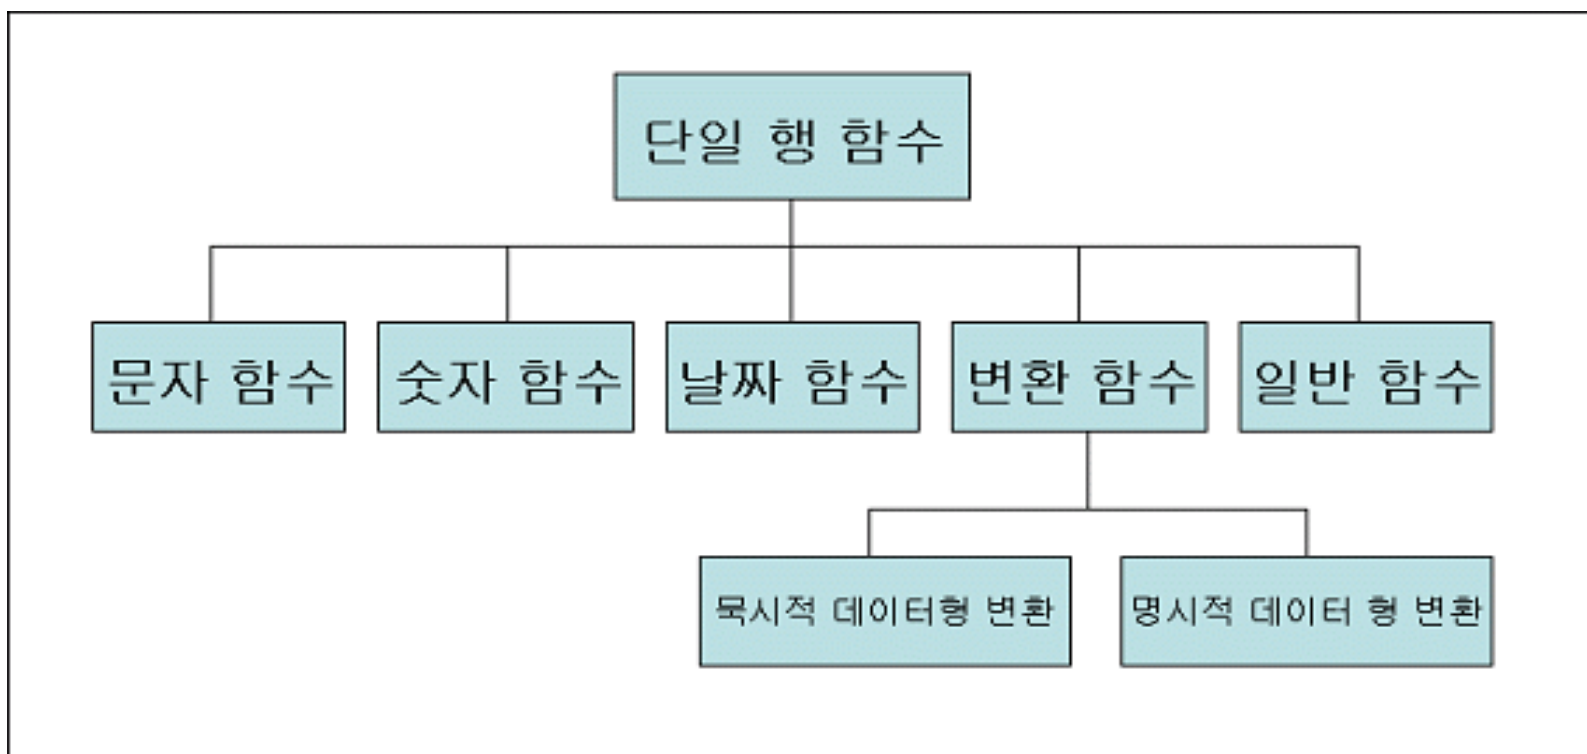 단일 행 함수
문자 함수
숫자 함수
날짜 함수
변환 함수
일반 함수
묵시적 데이터형 변환
명시적 데이터 형 변환